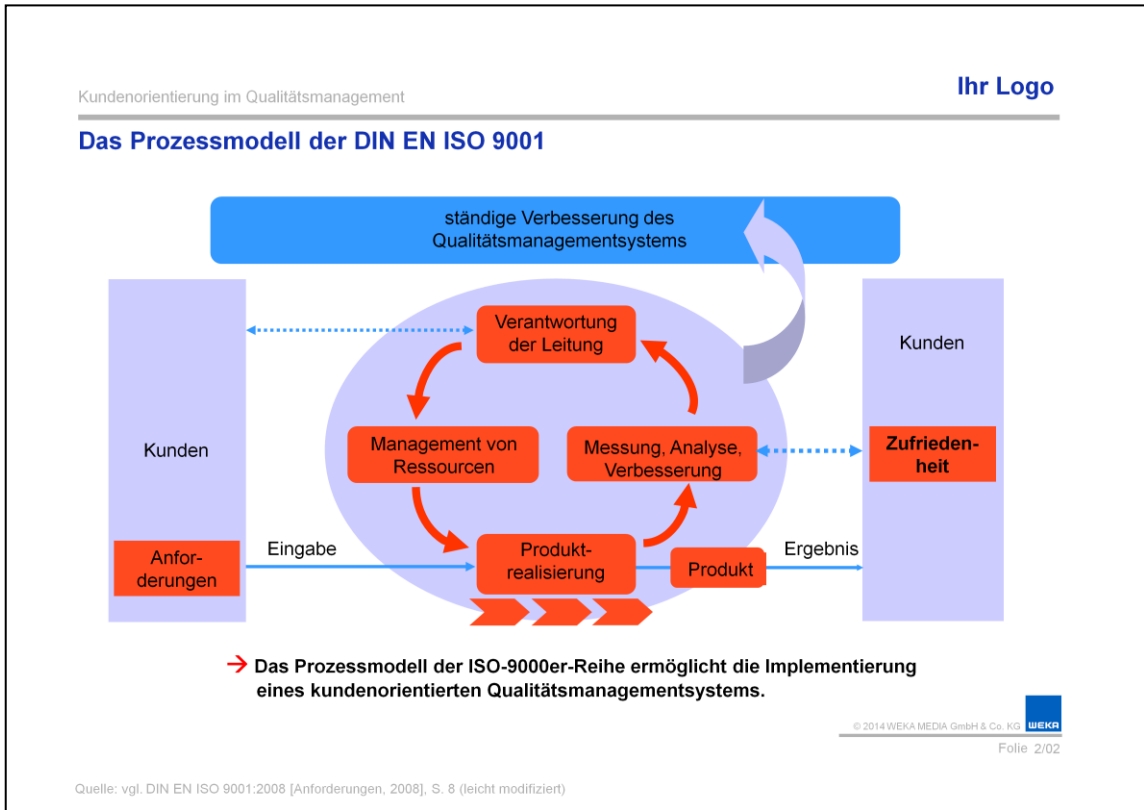 Kundenorientierung im Qualitätsmanagement
Ihr Logo
Das Prozessmodell der DIN EN ISO 9001
ständige Verbesserung des
Qualitätsmanagementsystems
Verantwortung
der Leitung
Kunden
Kunden
Management von
Ressourcen
Messung, Analyse,
Verbesserung
Zufrieden-
heit
Anfor-
derungen
Eingabe
Produkt-
realisierung
Produkt
Ergebnis
→ Das Prozessmodell der ISO-9000er-Reihe ermöglicht die Implementierung
eines kundenorientierten Qualitätsmanagementsystems.
© 2014 WEKA MEDIA GmbH & Co. KG
WEKA
Folie 2/02
Quelle: vgl. DIN EN ISO 9001:2008 [Anforderungen, 2008], S. 8 (leicht modifiziert)